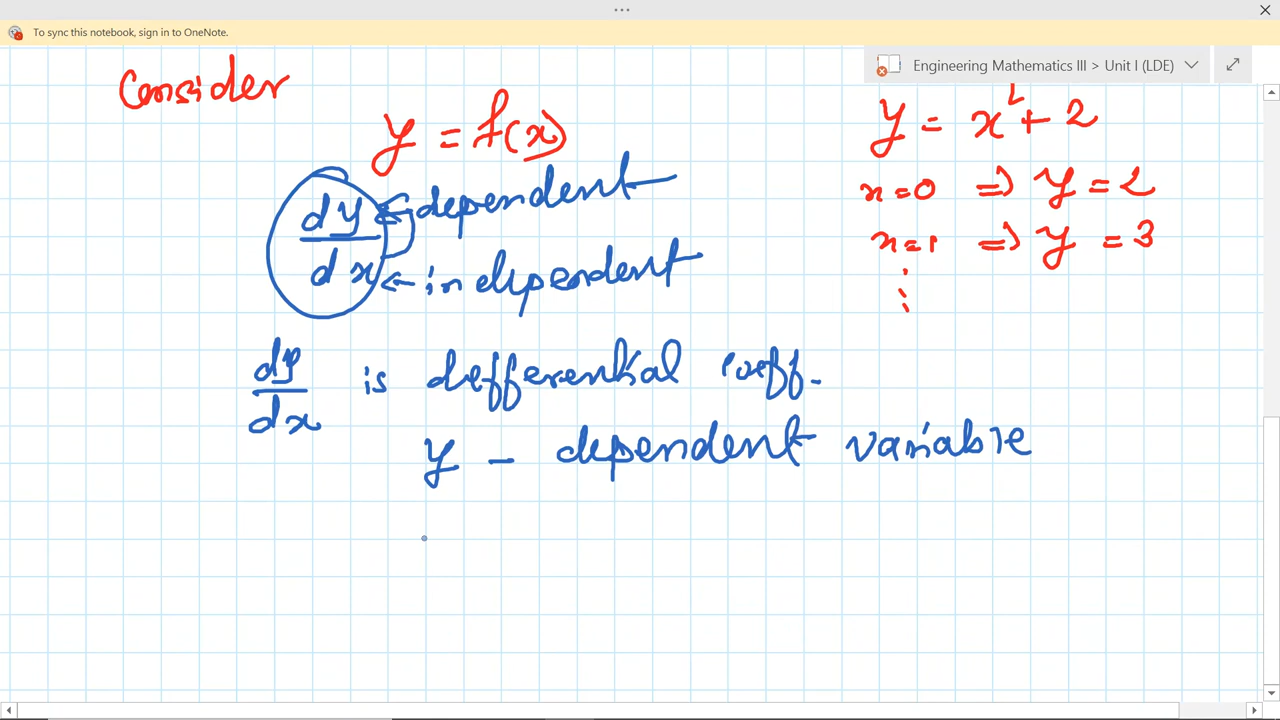 To sync this notebook, sign in to OneNote.
Engineering Mathematics III > Unit I (LDE)
Consider
y = f(x)
dy ← dependent
dx ← independent
dy/dx is defferential coeff.
y - dependent variable
y = x² + 2
x = 0 ⇒ y = 2
x = 1 ⇒ y = 3
⋮